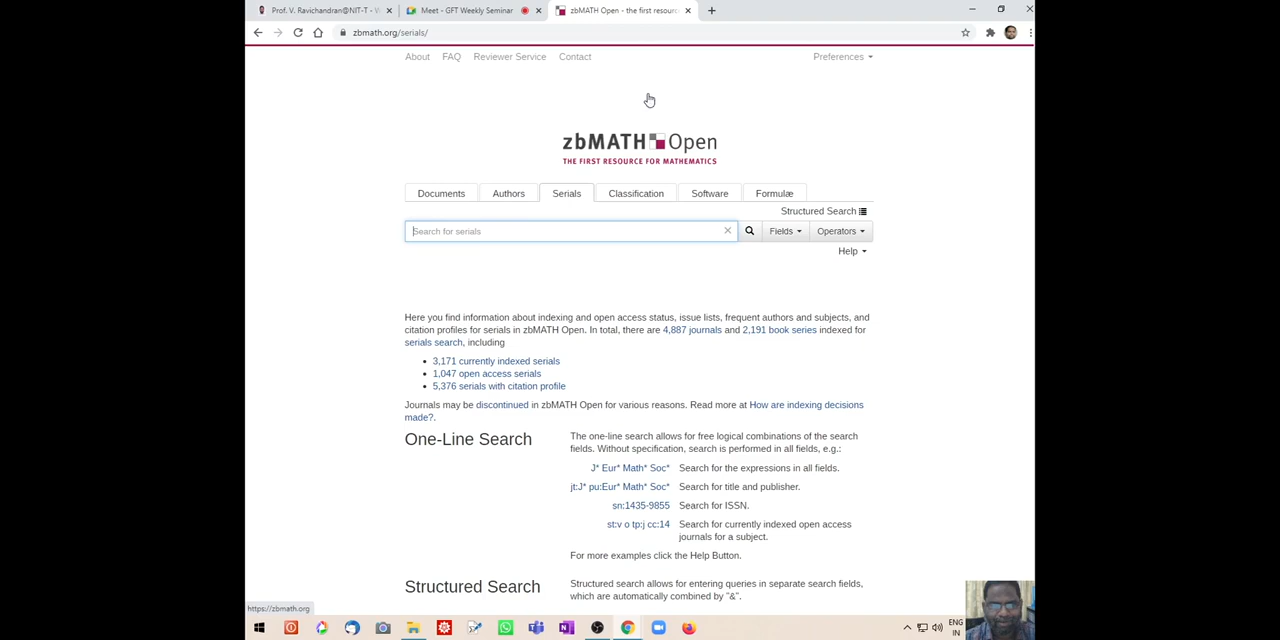 Prof. V. Ravichandran@NIT-T - V
Meet - GFT Weekly Seminar
zbMATH Open - the first resourc
zbmath.org/serials/
About FAQ Reviewer Service Contact Preferences
zbMATH Open
THE FIRST RESOURCE FOR MATHEMATICS
Documents Authors Serials Classification Software Formulæ
Structured Search
Search for serials Fields Operators
Help
Here you find information about indexing and open access status, issue lists, frequent authors and subjects, and
citation profiles for serials in zbMATH Open. In total, there are 4,887 journals and 2,191 book series indexed for
serials search, including
3,171 currently indexed serials
1,047 open access serials
5,376 serials with citation profile
Journals may be discontinued in zbMATH Open for various reasons. Read more at How are indexing decisions
made?.
One-Line Search
The one-line search allows for free logical combinations of the search
fields. Without specification, search is performed in all fields, e.g.:
J* Eur* Math* Soc* Search for the expressions in all fields.
jt:J* pu:Eur* Math* Soc* Search for title and publisher.
sn:1435-9855 Search for ISSN.
st:v o tp:j cc:14 Search for currently indexed open access
journals for a subject.
For more examples click the Help Button.
Structured Search
Structured search allows for entering queries in separate search fields,
which are automatically combined by "&".
https://zbmath.org
ENG
IN